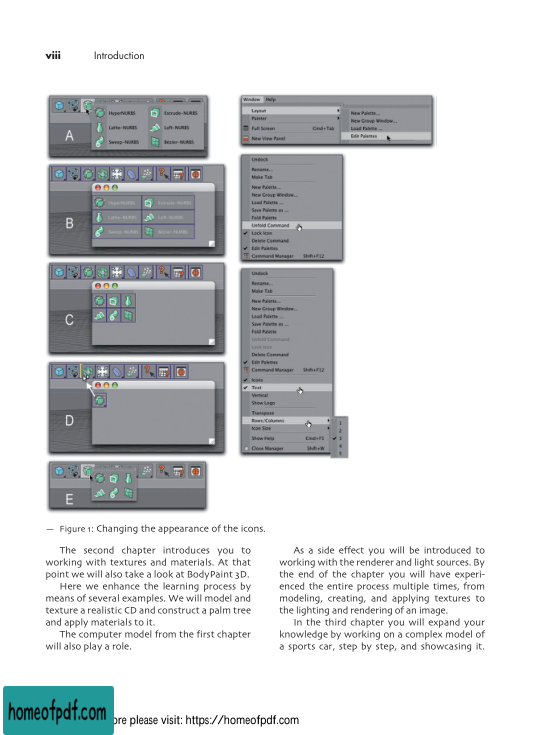 viii Introduction
A
HyperNURBS Extrude-NURBS
Lathe-NURBS Loft-NURBS
Sweep-NURBS Bezier-NURBS
Window Help
Layout
Palette
Full Screen Cmd+Tab
New View Panel
New Palette...
New Group Window...
Load Palette ...
Edit Palettes
B
HyperNURBS Extrude-NURBS
Lathe-NURBS Loft-NURBS
Sweep-NURBS Bezier-NURBS
Undock
Rename...
Make Tab
New Palette...
New Group Window...
Load Palette ...
Save Palette as ...
Fold Palette
Unfold Command
Lock Icon
Delete Command
Edit Palettes
Command Manager Shift+F12
C
D
E
Undock
Rename...
Make Tab
New Palette...
New Group Window...
Load Palette ...
Save Palette as ...
Fold Palette
Unfold Command
Lock Icon
Delete Command
Edit Palettes
Command Manager Shift+F12
Icons
Text
Vertical
Show Logo
Transpose
Rows/Columns
Icon Size
Show Help Cmd+F1
Close Manager Shift+W
1
2
3
4
5
— Figure 1: Changing the appearance of the icons.
The second chapter introduces you to
working with textures and materials. At that
point we will also take a look at BodyPaint 3D.
Here we enhance the learning process by
means of several examples. We will model and
texture a realistic CD and construct a palm tree
and apply materials to it.
The computer model from the first chapter
will also play a role.
As a side effect you will be introduced to
working with the renderer and light sources. By
the end of the chapter you will have experi-
enced the entire process multiple times, from
modeling, creating, and applying textures to
the lighting and rendering of an image.
In the third chapter you will expand your
knowledge by working on a complex model of
a sports car, step by step, and showcasing it.
homeofpdf.com
ore please visit: https://homeofpdf.com